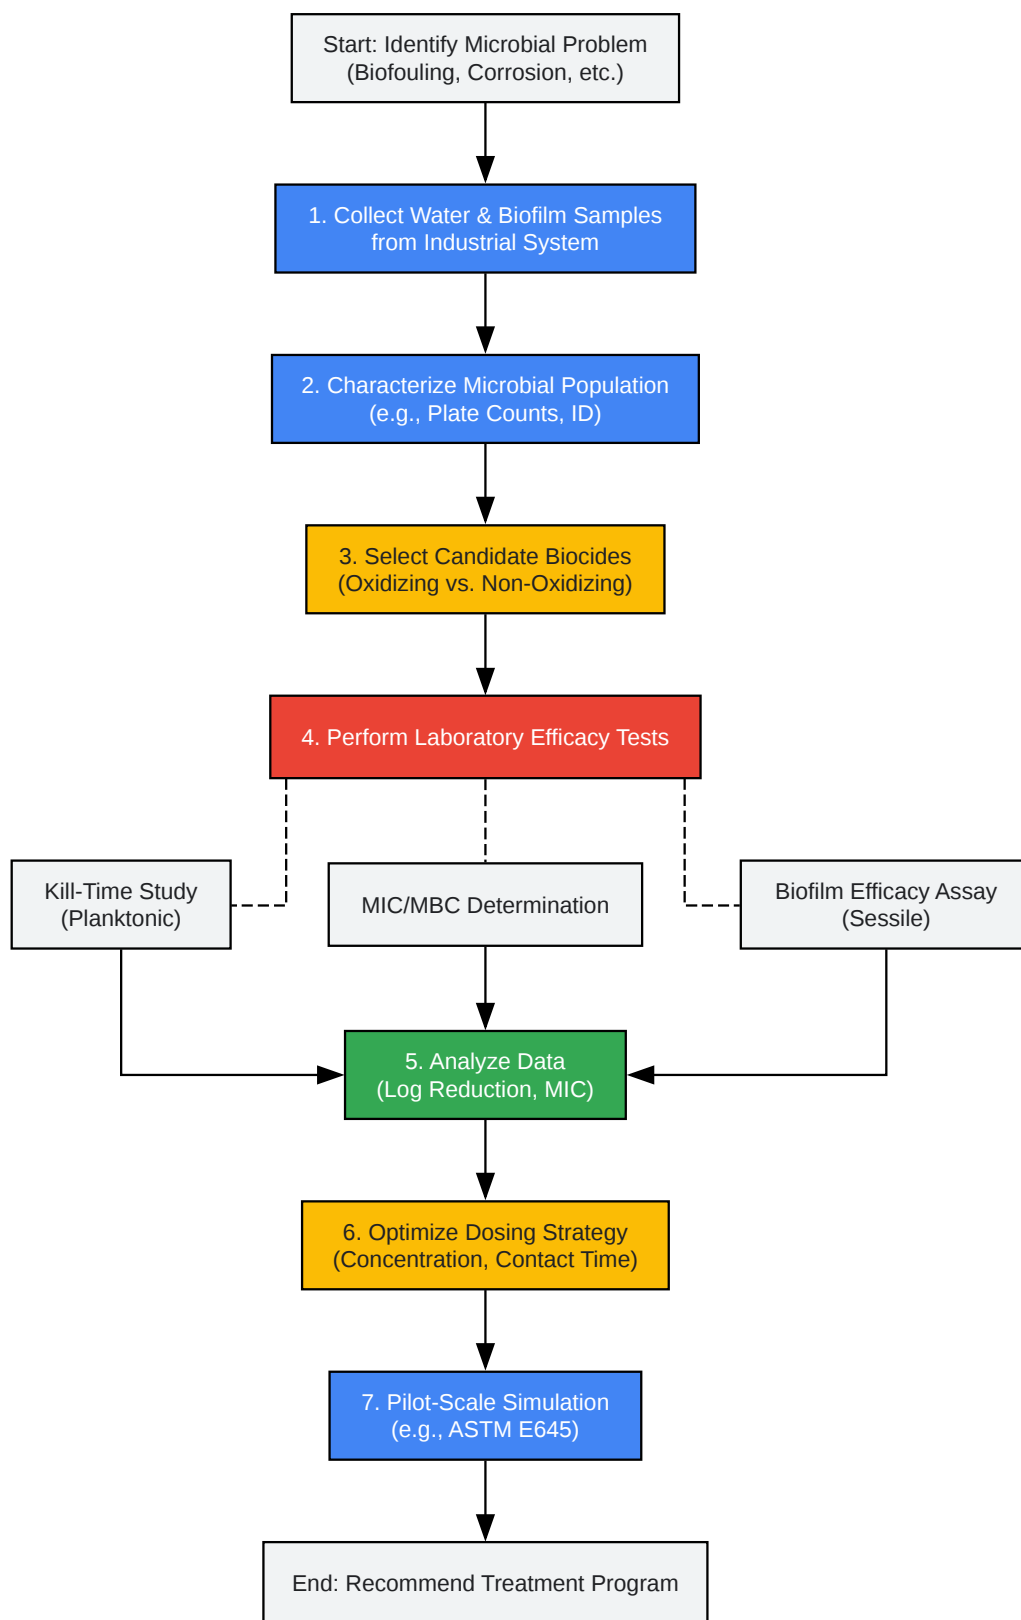 Start: Identify Microbial Problem
(Biofouling, Corrosion, etc.)
1. Collect Water & Biofilm Samples
from Industrial System
2. Characterize Microbial Population
(e.g., Plate Counts, ID)
3. Select Candidate Biocides
(Oxidizing vs. Non-Oxidizing)
4. Perform Laboratory Efficacy Tests
Kill-Time Study
(Planktonic)
MIC/MBC Determination
Biofilm Efficacy Assay
(Sessile)
5. Analyze Data
(Log Reduction, MIC)
6. Optimize Dosing Strategy
(Concentration, Contact Time)
7. Pilot-Scale Simulation
(e.g., ASTM E645)
End: Recommend Treatment Program